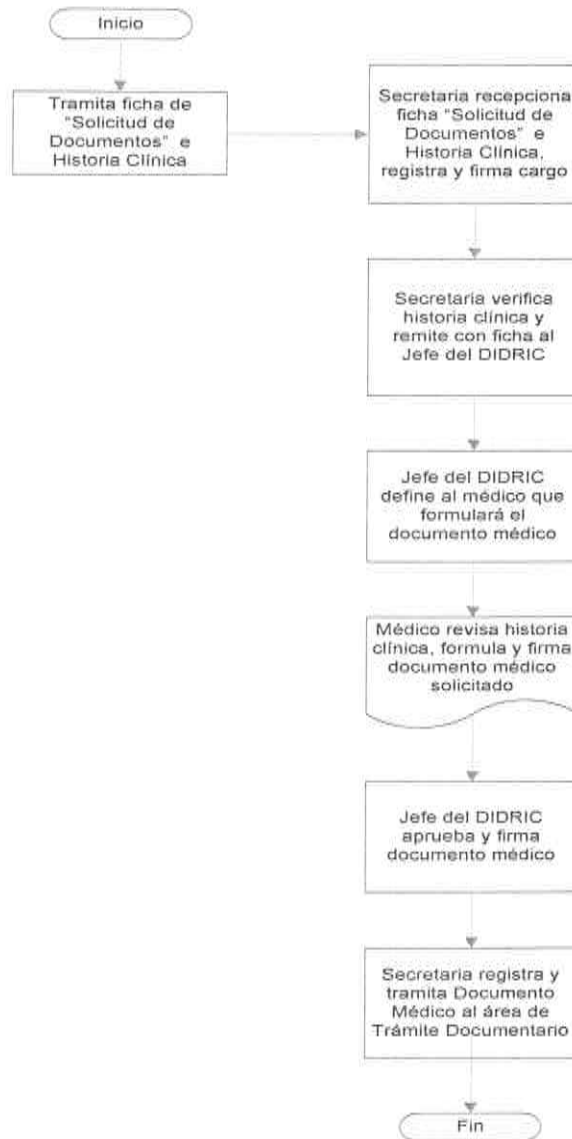 Inicio
Tramita ficha de
"Solicitud de
Documentos" e
Historia Clínica
Secretaria recepciona
ficha "Solicitud de
Documentos" e
Historia Clínica,
registra y firma cargo
Secretaria verifica
historia clínica y
remite con ficha al
Jefe del DIDRIC
Jefe del DIDRIC
define al médico que
formulará el
documento médico
Médico revisa historia
clínica, formula y firma
documento médico
solicitado
Jefe del DIDRIC
aprueba y firma
documento médico
Secretaria registra y
tramita Documento
Médico al área de
Trámite Documentario
Fin